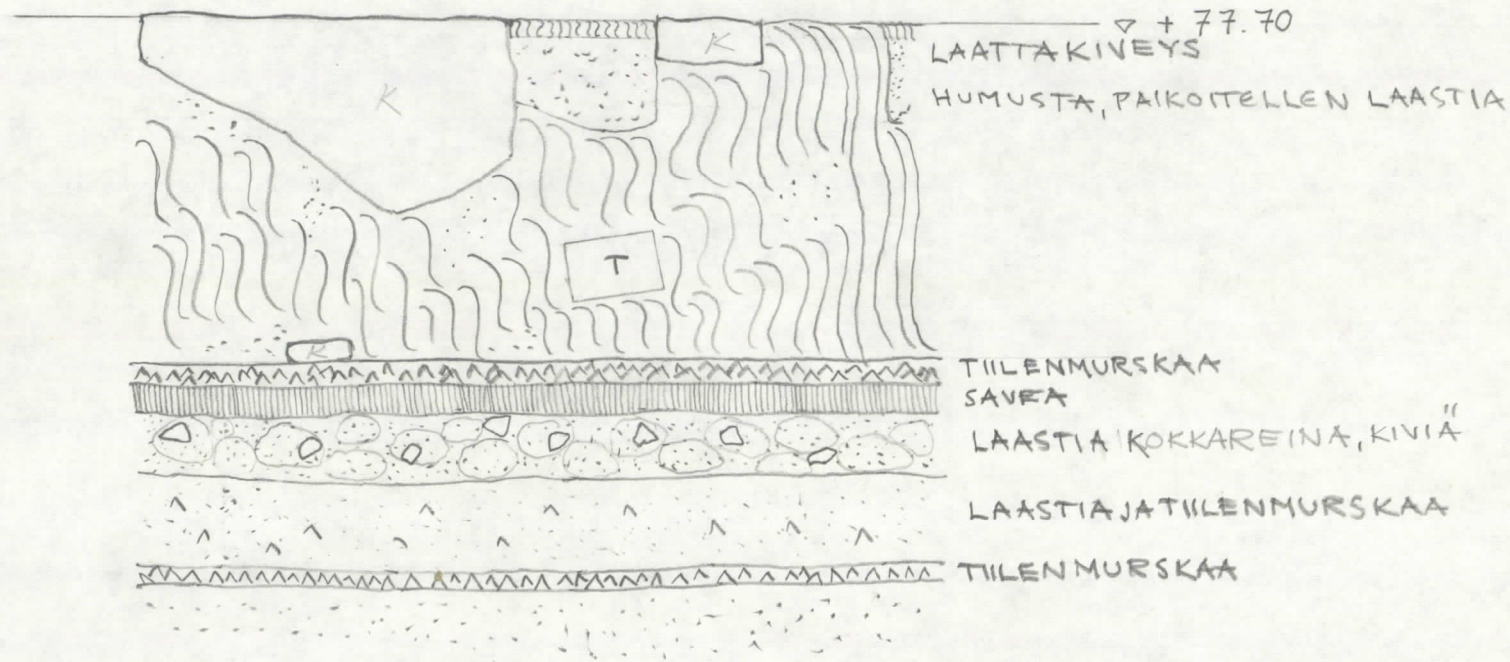 ▽ + 77.70
LAATTAKIVEYS
K
K
HUMUSTA, PAIKOITELLEN LAASTIA
T
K
TIILENMURSKAA
SAVEA
LAASTIA KOKKAREINA, KIVIÄ
LAASTIA JA TIILENMURSKAA
TIILENMURSKAA